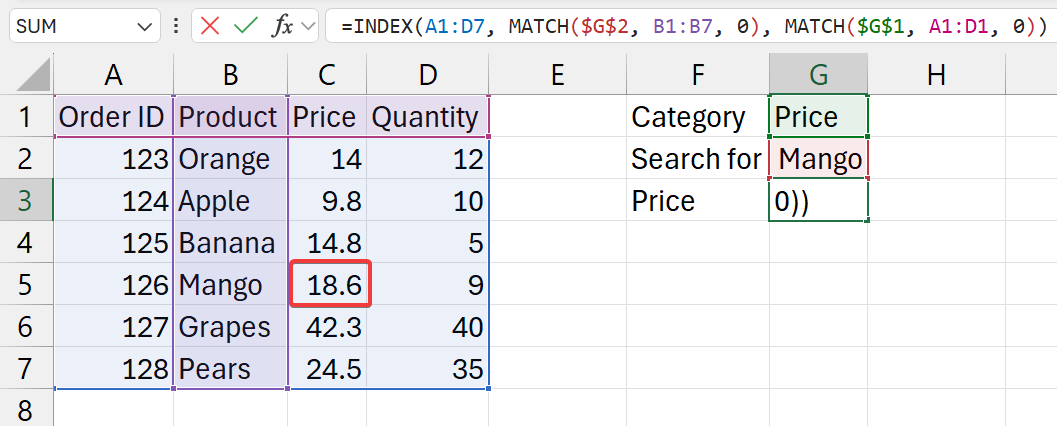 SUM fx =INDEX(A1:D7, MATCH($G$2, B1:B7, 0), MATCH($G$1, A1:D1, 0))
A B C D E F G H
1 Order ID Product Price Quantity Category Price
2 123 Orange 14 12 Search for Mango
3 124 Apple 9.8 10 Price 0))
4 125 Banana 14.8 5
5 126 Mango 18.6 9
6 127 Grapes 42.3 40
7 128 Pears 24.5 35
8